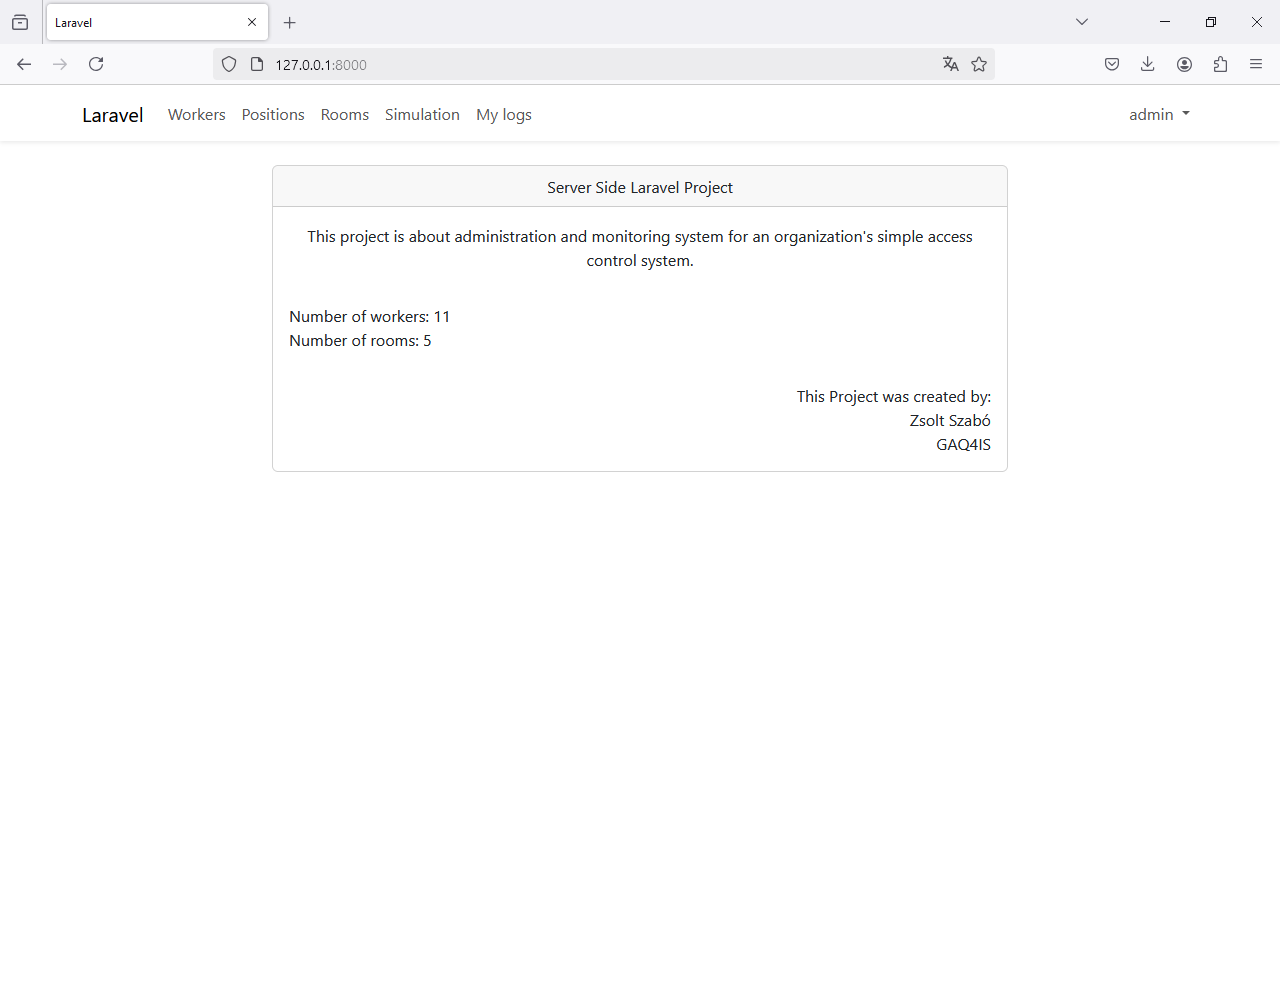 Laravel
127.0.0.1:8000
Laravel Workers Positions Rooms Simulation My logs admin
Server Side Laravel Project
This project is about administration and monitoring system for an organization's simple access
control system.
Number of workers: 11
Number of rooms: 5
This Project was created by:
Zsolt Szabó
GAQ4IS